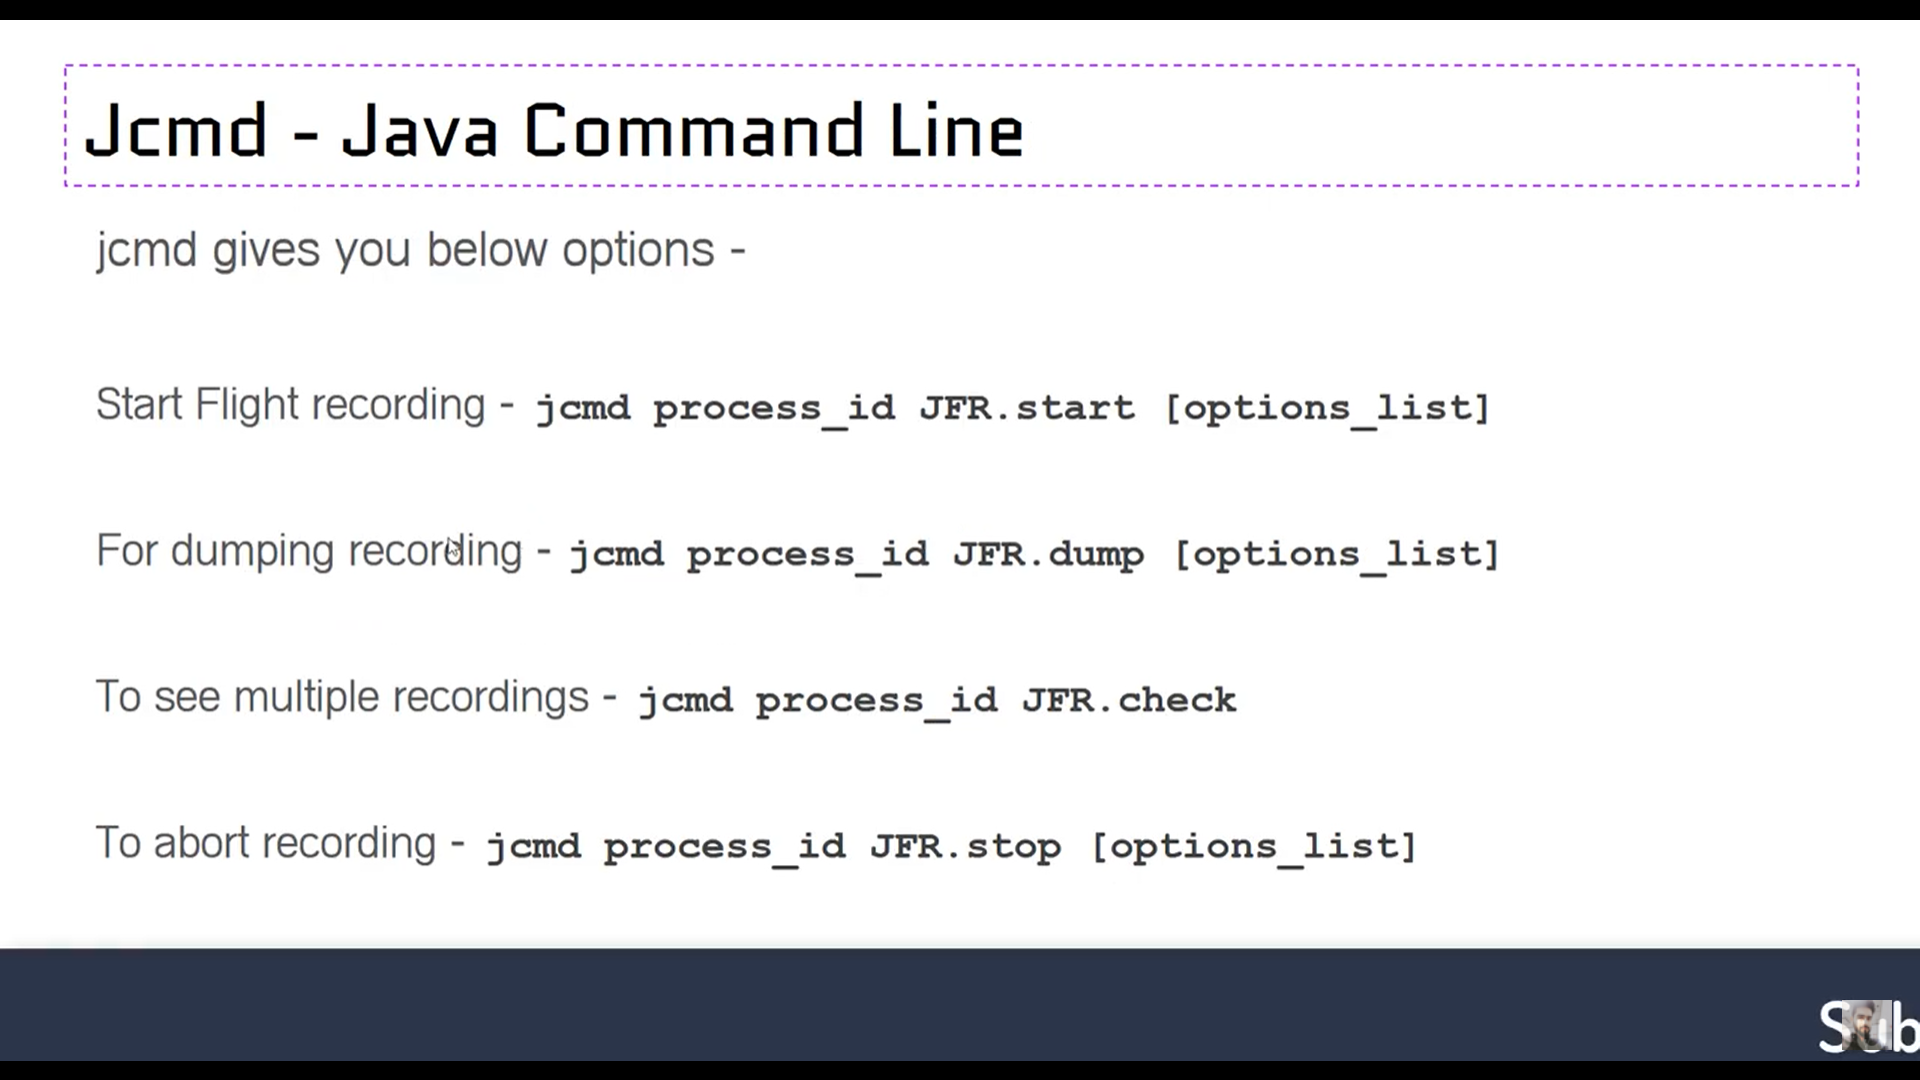 Jcmd - Java Command Line
jcmd gives you below options -
Start Flight recording - jcmd process_id JFR.start [options_list]
For dumping recording - jcmd process_id JFR.dump [options_list]
To see multiple recordings - jcmd process_id JFR.check
To abort recording - jcmd process_id JFR.stop [options_list]